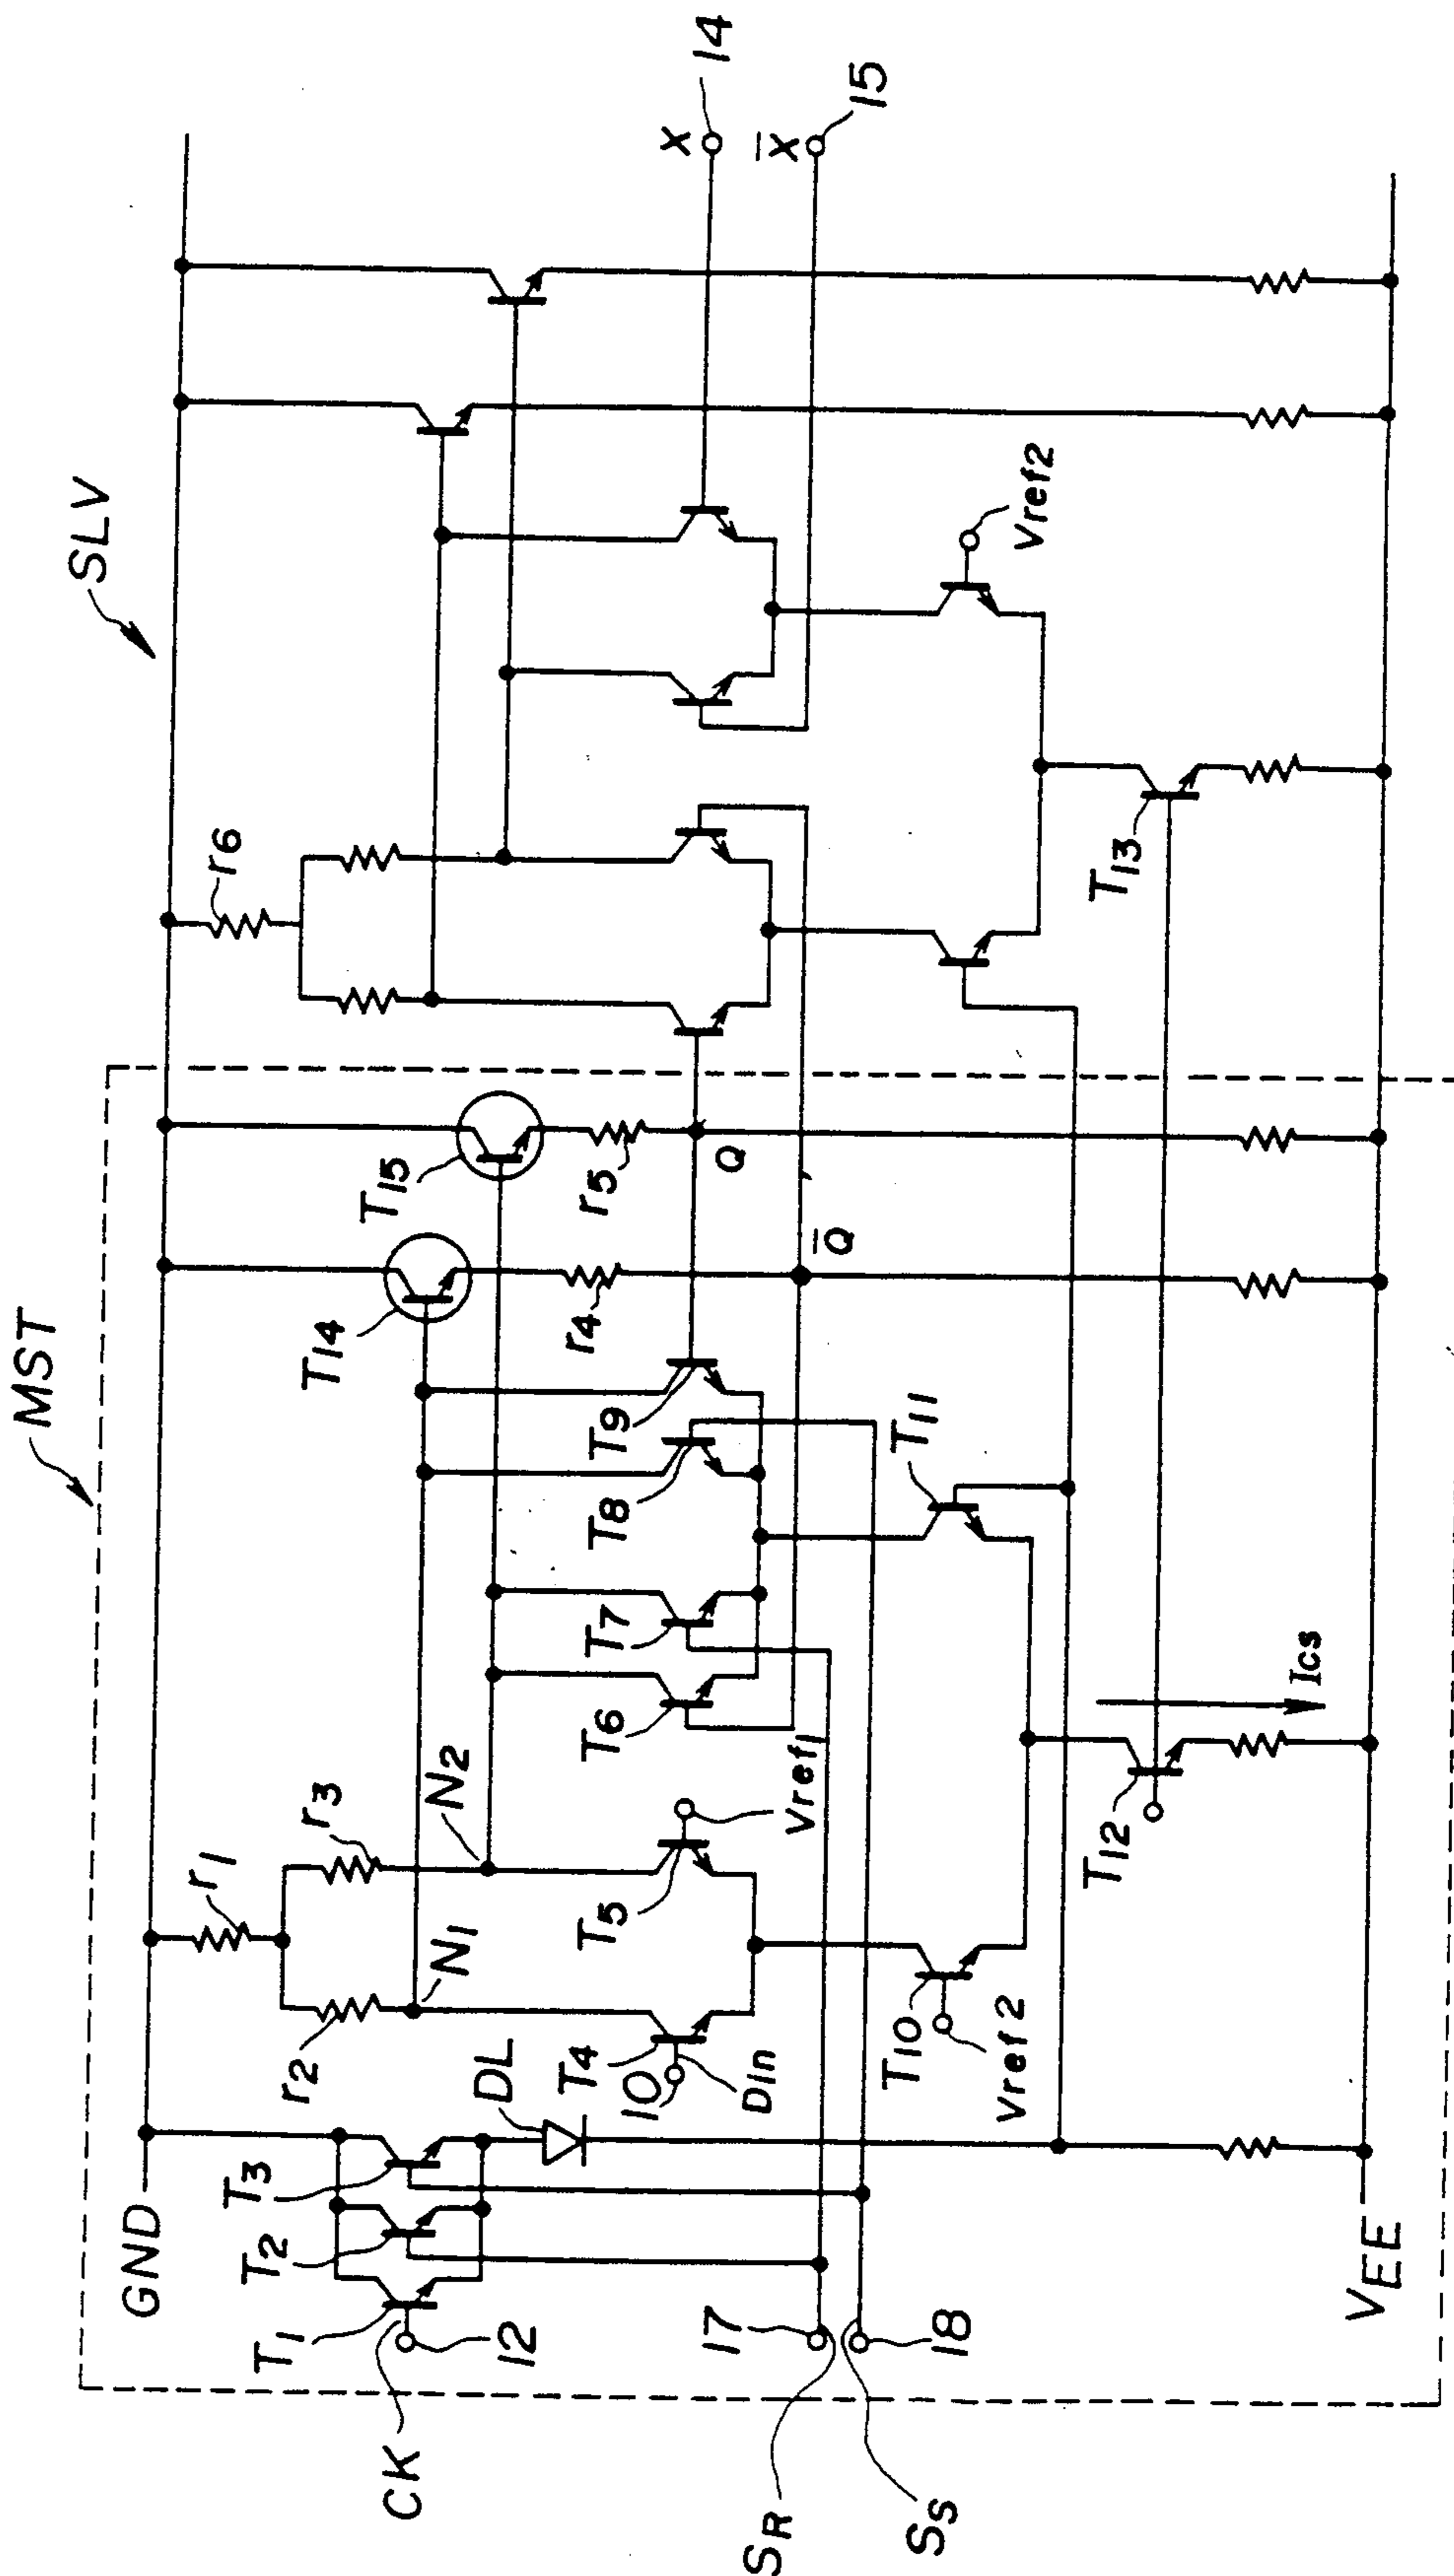 MST
SLV
GND
r1
r2
r3
N1
N2
T1
T2
T3
DL
CK
12
T4
10
Din
T5
Vref1
T6
T7
T8
T9
T14
T15
r4
r5
r6
Q
Q̅
X
14
X̅
15
T10
Vref2
T11
Vref2
T12
Ics
T13
17
SR
18
SS
VEE